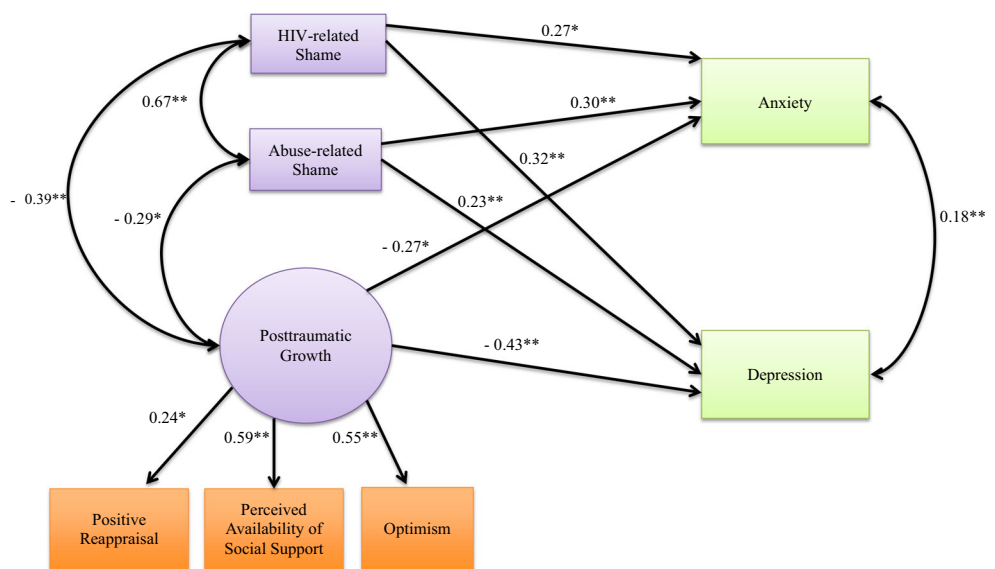 HIV-related
Shame
0.27*
0.67**
Anxiety
0.30**
Abuse-related
Shame
0.32**
- 0.39**
- 0.29*
0.23**
0.18**
- 0.27*
Posttraumatic
Growth
- 0.43**
Depression
0.24*
0.59**
0.55**
Positive
Reappraisal
Perceived
Availability of
Social Support
Optimism